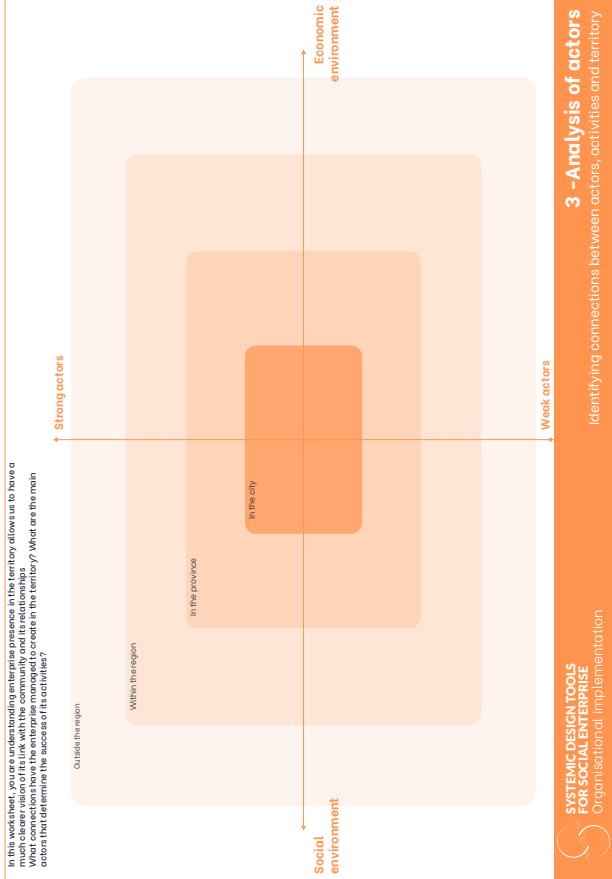 In this worksheet, you are understanding enterprise presence in the territory allows us to have a
much clearer vision of its link with the community and its relationships
What connections have the enterprise managed to create in the territory? What are the main
actors that determine the success of its activities?
Strong actors
Outside the region
Within the region
In the province
In the city
Social
environment
Economic
environment
Weak actors
SYSTEMIC DESIGN TOOLS
FOR SOCIAL ENTERPRISE
Organisational implementation
3 - Analysis of actors
Identifying connections between actors, activities and territory